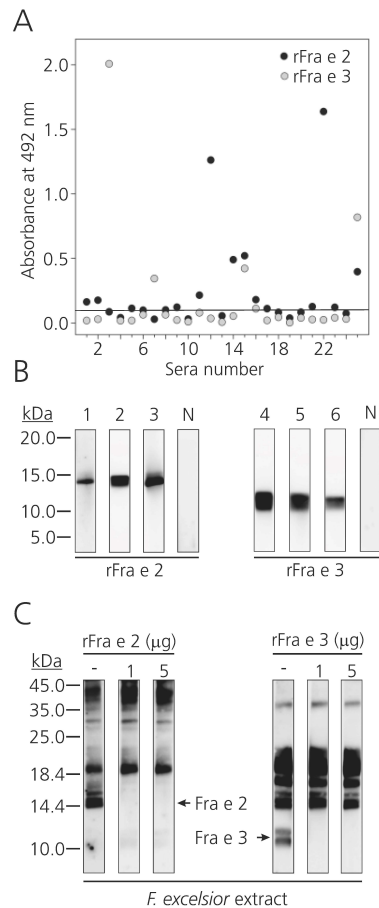 A
Absorbance at 492 nm
2.0
1.5
1.0
0.5
0.0
rFra e 2
rFra e 3
2 6 10 14 18 22
Sera number
B
kDa 1 2 3 N 4 5 6 N
20.0
15.0
10.0
5.0
rFra e 2 rFra e 3
C
rFra e 2 (µg) rFra e 3 (µg)
kDa - 1 5 - 1 5
45.0
35.0
25.0
18.4
14.4
10.0
Fra e 2
Fra e 3
F. excelsior extract